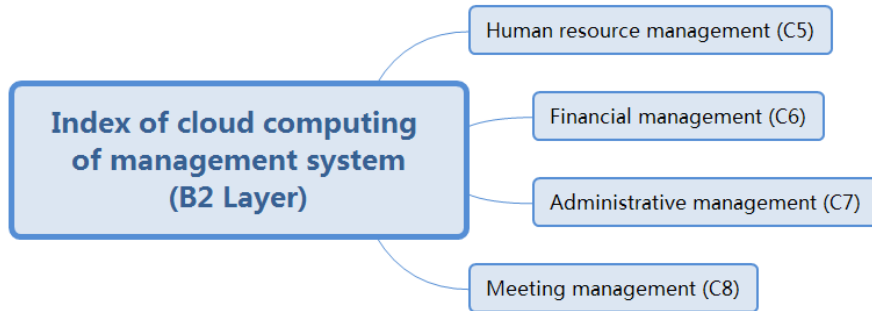 Human resource management (C5)
Index of cloud computing
of management system
(B2 Layer)
Financial management (C6)
Administrative management (C7)
Meeting management (C8)